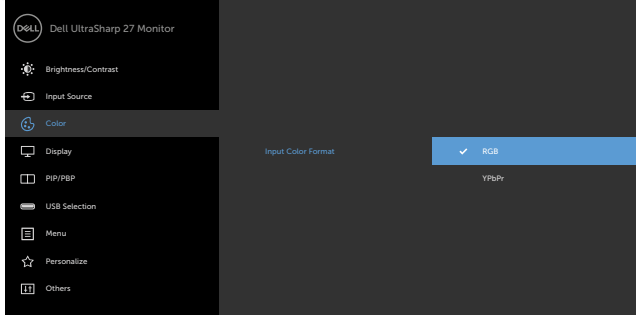 DELL Dell UltraSharp 27 Monitor
Brightness/Contrast
Input Source
Color
Display
Input Color Format
RGB
PIP/PBP
YPbPr
USB Selection
Menu
Personalize
Others